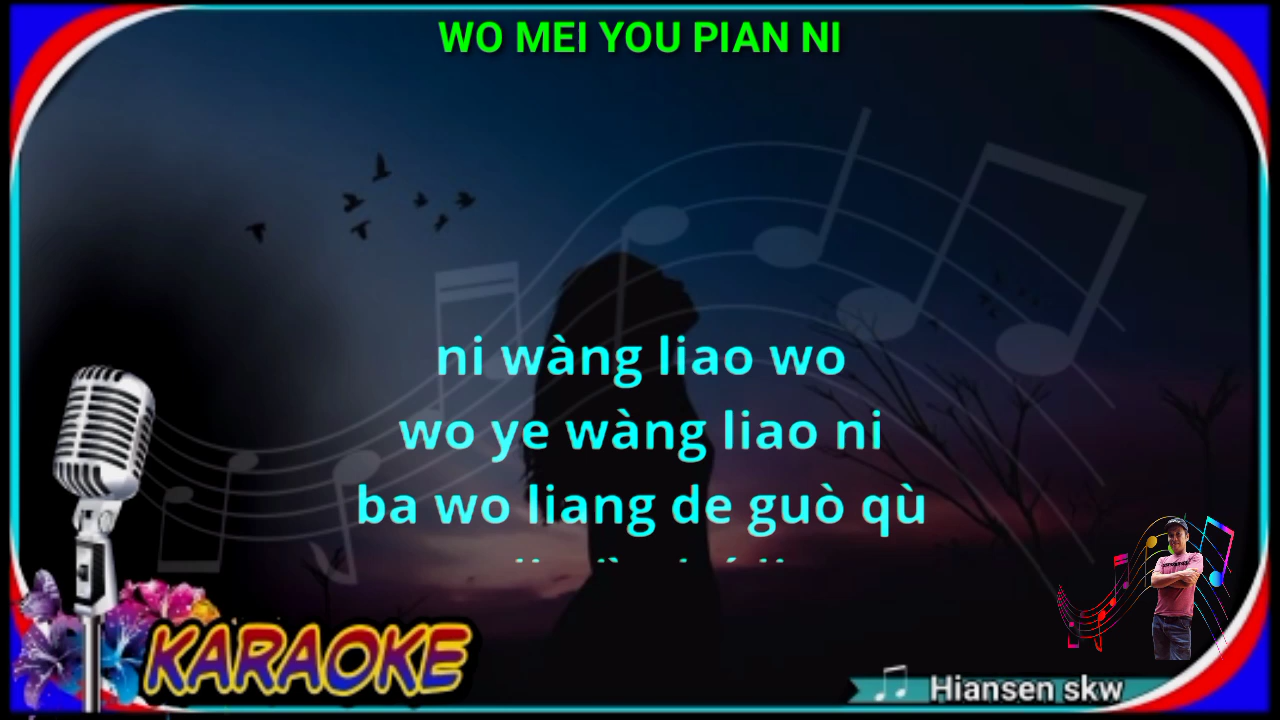 WO MEI YOU PIAN NI
ni wàng liao wo
wo ye wàng liao ni
ba wo liang de guò qù
KARAOKE
Hiansen skw